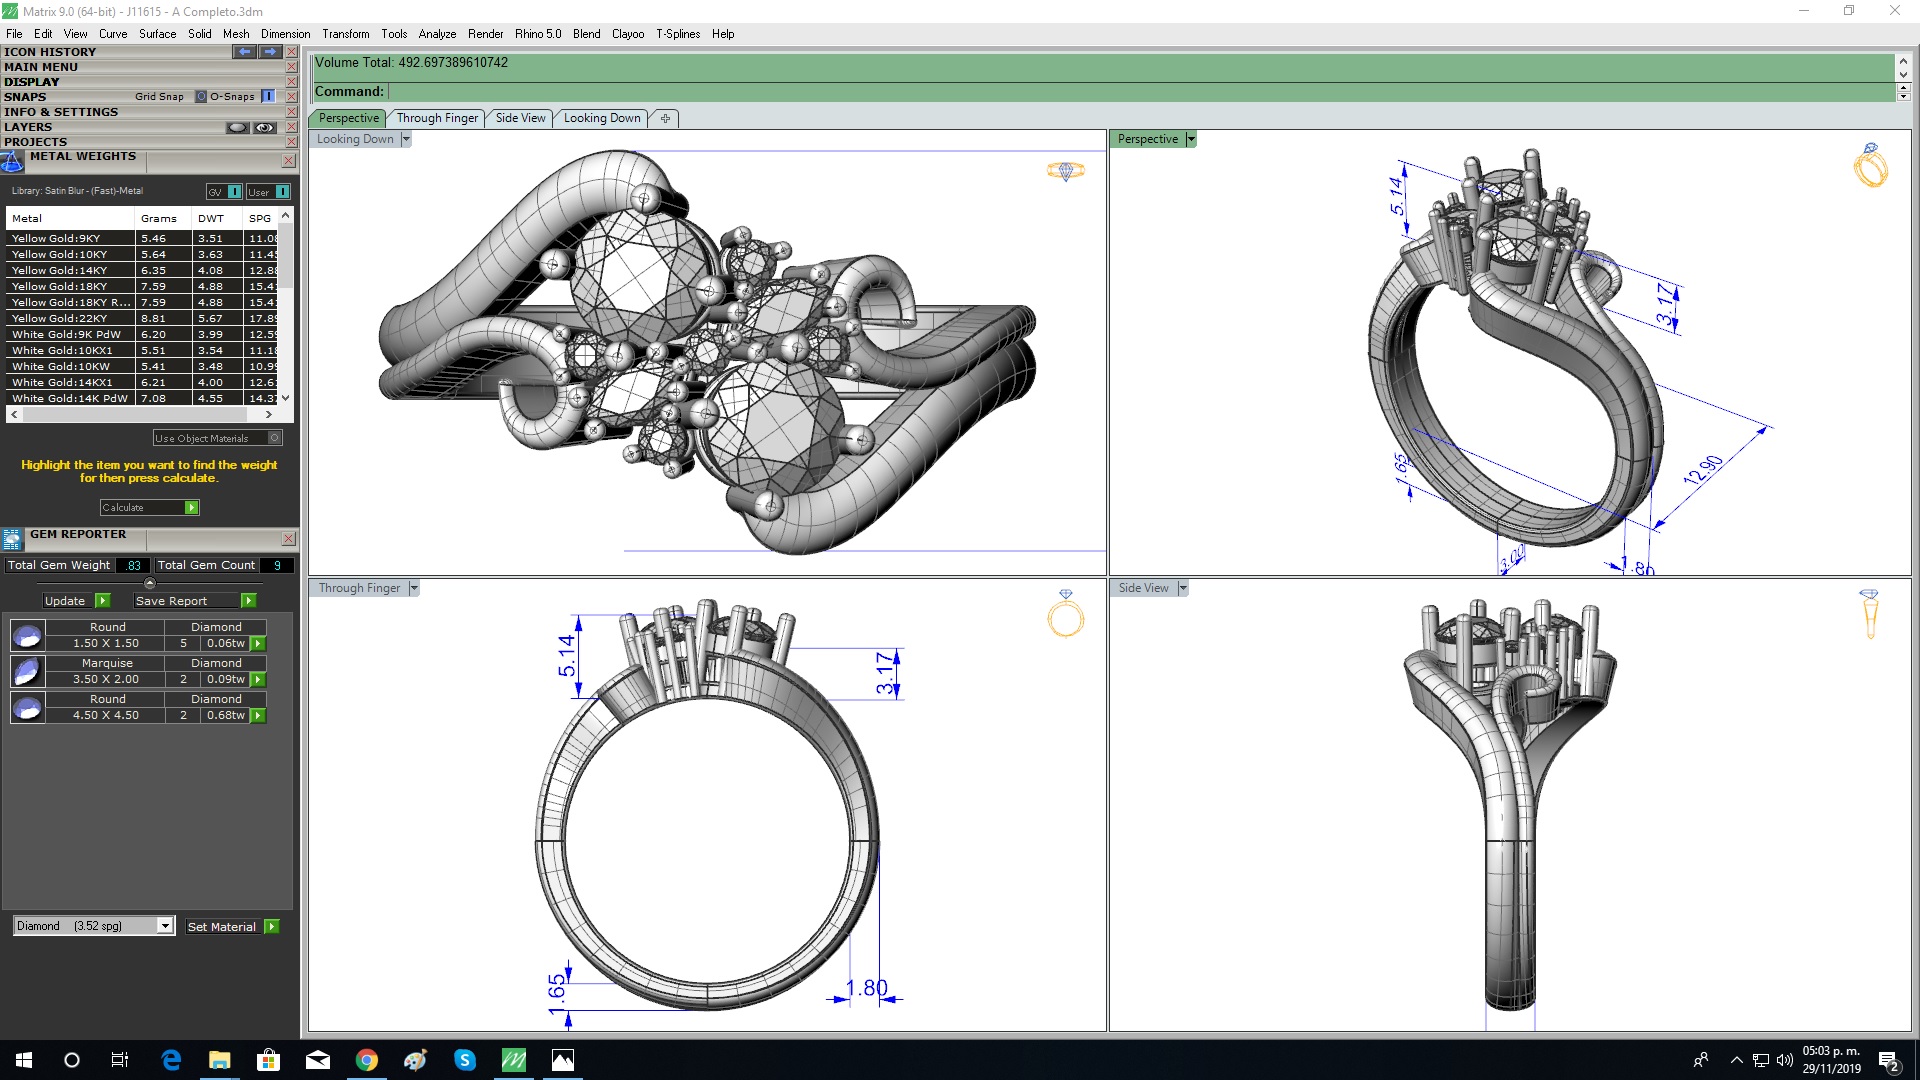 Matrix 9.0 (64-bit) - J11615 - A Completo.3dm
File Edit View Curve Surface Solid Mesh Dimension Transform Tools Analyze Render Rhino 5.0 Blend Clayoo T-Splines Help
ICON HISTORY
MAIN MENU
DISPLAY
SNAPS Grid Snap O-Snaps
INFO & SETTINGS
LAYERS
PROJECTS
METAL WEIGHTS
Library: Satin Blur - (Fast)-Metal GV User
Metal Grams DWT SPG
Yellow Gold:9KY 5.46 3.51 11.08
Yellow Gold:10KY 5.64 3.63
Yellow Gold:14KY 6.35 4.08 12.88
Yellow Gold:18KY 7.59 4.88 15.4
Yellow Gold:18KY R... 7.59 4.88 15.4
Yellow Gold:22KY 8.81 5.67 17.8
White Gold:9K PdW 6.20 3.99 12.5
White Gold:10KX1 5.51 3.54 11.1
White Gold:10KW 5.41 3.48 10.9
White Gold:14KX1 6.21 4.00 12.6
White Gold:14K PdW 7.08 4.55 14.3
Use Object Materials
Highlight the item you want to find the weight
for then press calculate.
Calculate
GEM REPORTER
Total Gem Weight .83 Total Gem Count 9
Update Save Report
Round Diamond
1.50 X 1.50 5 0.06tw
Marquise Diamond
3.50 X 2.00 2 0.09tw
Round Diamond
4.50 X 4.50 2 0.68tw
Diamond (3.52 spg) Set Material
Volume Total: 492.697389610742
Command:
Perspective Through Finger Side View Looking Down
Looking Down
Perspective
5.14
3.17
1.65
12.90
3.00
1.80
Through Finger
5.14
3.17
1.65
1.80
Side View
05:03 p. m.
29/11/2019
2